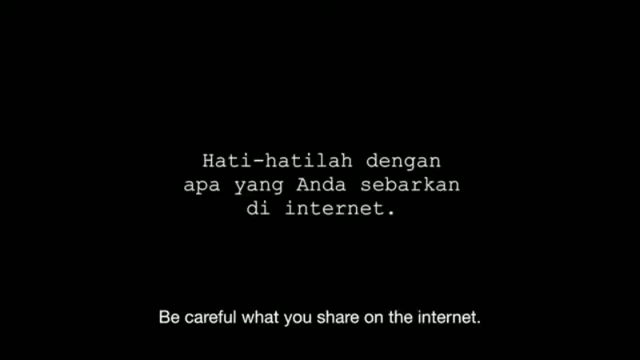 Hati-hatilah dengan
apa yang Anda sebarkan
di internet.
Be careful what you share on the internet.